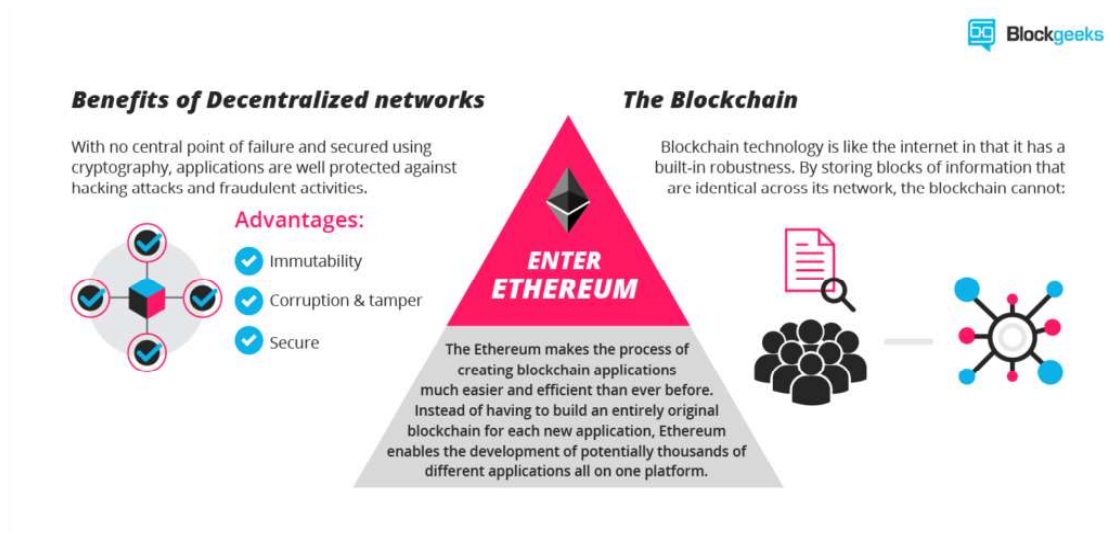 Blockgeeks
Benefits of Decentralized networks
With no central point of failure and secured using
cryptography, applications are well protected against
hacking attacks and fraudulent activities.
Advantages:
Immutability
Corruption & tamper
Secure
ENTER
ETHEREUM
The Ethereum makes the process of
creating blockchain applications
much easier and efficient than ever before.
Instead of having to build an entirely original
blockchain for each new application, Ethereum
enables the development of potentially thousands of
different applications all on one platform.
The Blockchain
Blockchain technology is like the internet in that it has a
built-in robustness. By storing blocks of information that
are identical across its network, the blockchain cannot: